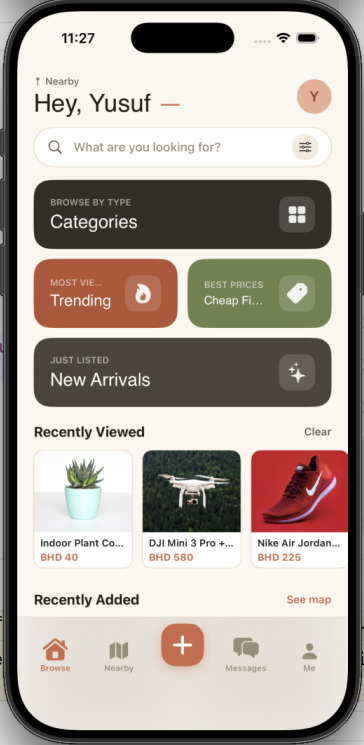 11:27
Nearby
Hey, Yusuf —
Y
What are you looking for?
BROWSE BY TYPE
Categories
MOST VIE...
Trending
BEST PRICES
Cheap Fi...
JUST LISTED
New Arrivals
Recently Viewed
Clear
Indoor Plant Co...
BHD 40
DJI Mini 3 Pro +...
BHD 580
Nike Air Jordan...
BHD 225
Recently Added
See map
Browse
Nearby
Messages
Me